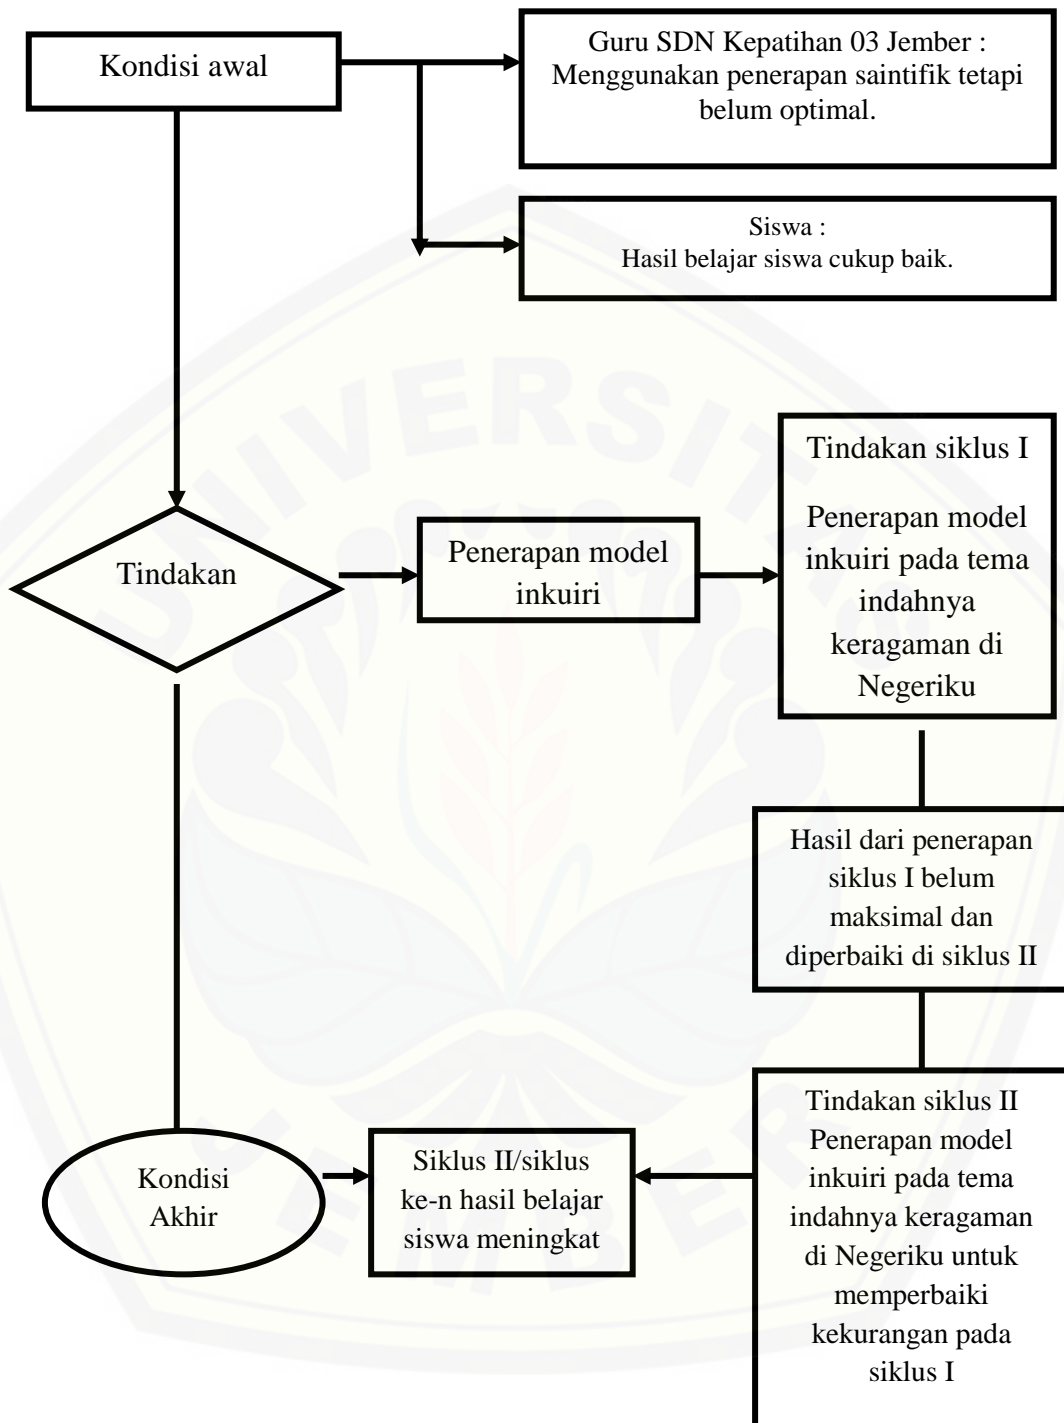 Kondisi awal
Guru SDN Kepatihan 03 Jember :
Menggunakan penerapan saintifik tetapi
belum optimal.
Siswa :
Hasil belajar siswa cukup baik.
Tindakan
Penerapan model
inkuiri
Tindakan siklus I
Penerapan model
inkuiri pada tema
indahnya
keragaman di
Negeriku
Hasil dari penerapan
siklus I belum
maksimal dan
diperbaiki di siklus II
Kondisi
Akhir
Siklus II/siklus
ke-n hasil belajar
siswa meningkat
Tindakan siklus II
Penerapan model
inkuiri pada tema
indahnya keragaman
di Negeriku untuk
memperbaiki
kekurangan pada
siklus I
UNIVERSITAS
JEMBER